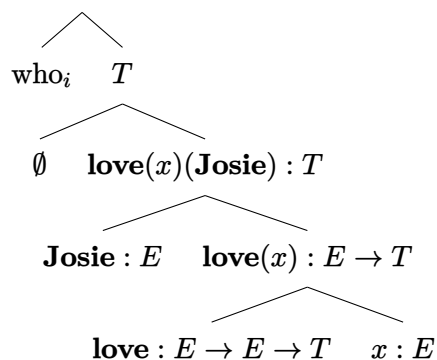 who_i T
∅ love(x)(Josie) : T
Josie : E love(x) : E → T
love : E → E → T x : E